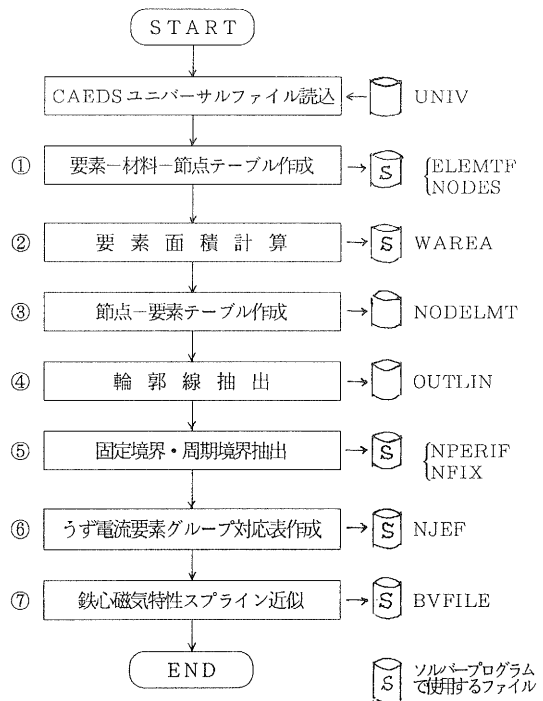 START
CAEDSユニバーサルファイル読込
UNIV
① 要素－材料－節点テーブル作成
S
ELEMTF
NODES
② 要素面積計算
S
WAREA
③ 節点－要素テーブル作成
NODELMT
④ 輪郭線抽出
OUTLIN
⑤ 固定境界・周期境界抽出
S
NPERIF
NFIX
⑥ うず電流要素グループ対応表作成
S
NJEF
⑦ 鉄心磁気特性スプライン近似
S
BVFILE
END
S
ソルバープログラム
で使用するファイル